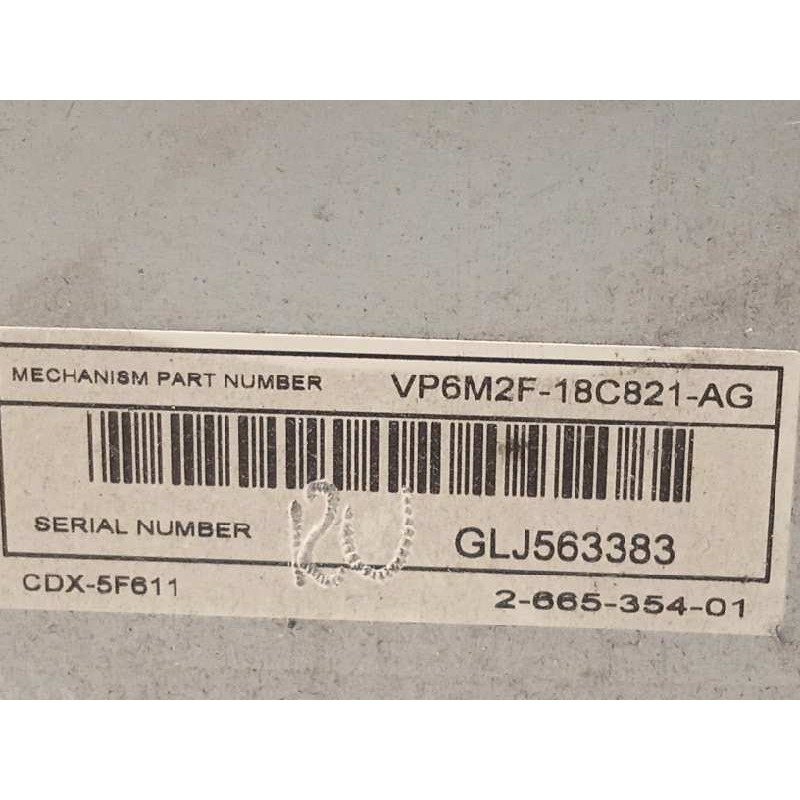 MECHANISM PART NUMBER VP6M2F-18C821-AG
SERIAL NUMBER GLJ563383
CDX-5F611 2-665-354-01